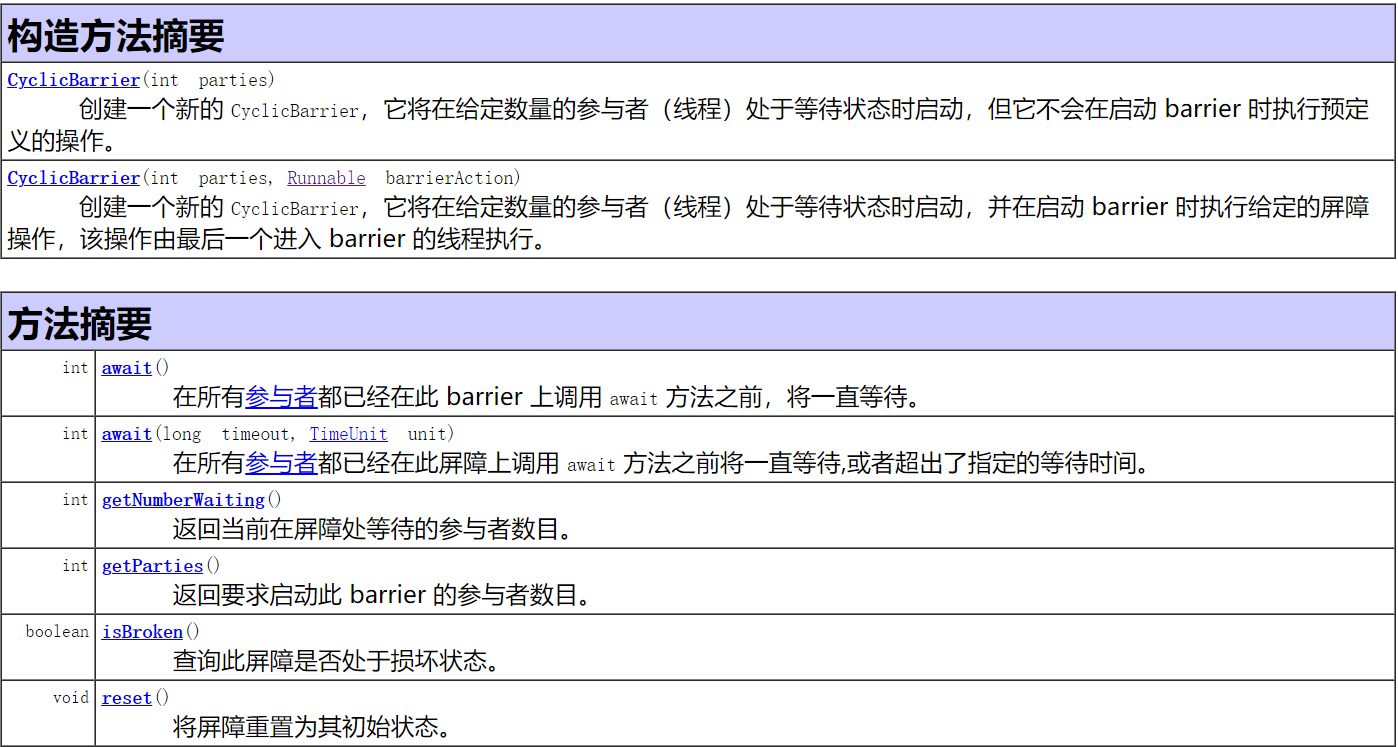 构造方法摘要
CyclicBarrier(int parties)
创建一个新的 CyclicBarrier，它将在给定数量的参与者（线程）处于等待状态时启动，但它不会在启动 barrier 时执行预定
义的操作。
CyclicBarrier(int parties, Runnable barrierAction)
创建一个新的 CyclicBarrier，它将在给定数量的参与者（线程）处于等待状态时启动，并在启动 barrier 时执行给定的屏障
操作，该操作由最后一个进入 barrier 的线程执行。
方法摘要
int await()
在所有参与者都已经在此 barrier 上调用 await 方法之前，将一直等待。
int await(long timeout, TimeUnit unit)
在所有参与者都已经在此屏障上调用 await 方法之前将一直等待,或者超出了指定的等待时间。
int getNumberWaiting()
返回当前在屏障处等待的参与者数目。
int getParties()
返回要求启动此 barrier 的参与者数目。
boolean isBroken()
查询此屏障是否处于损坏状态。
void reset()
将屏障重置为其初始状态。